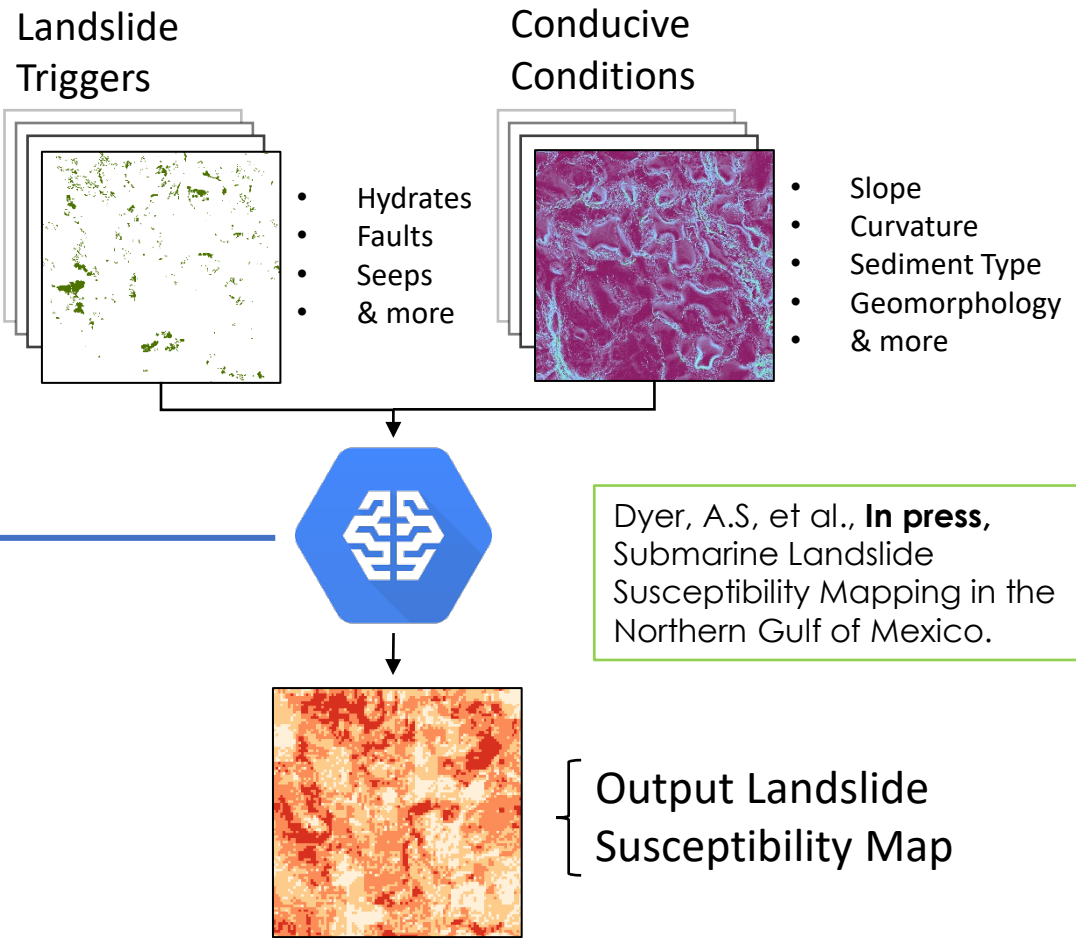 Landslide
Triggers
Conducive
Conditions
• Hydrates
• Faults
• Seeps
• & more
• Slope
• Curvature
• Sediment Type
• Geomorphology
• & more
Dyer, A.S, et al., In press,
Submarine Landslide
Susceptibility Mapping in the
Northern Gulf of Mexico.
Output Landslide
Susceptibility Map